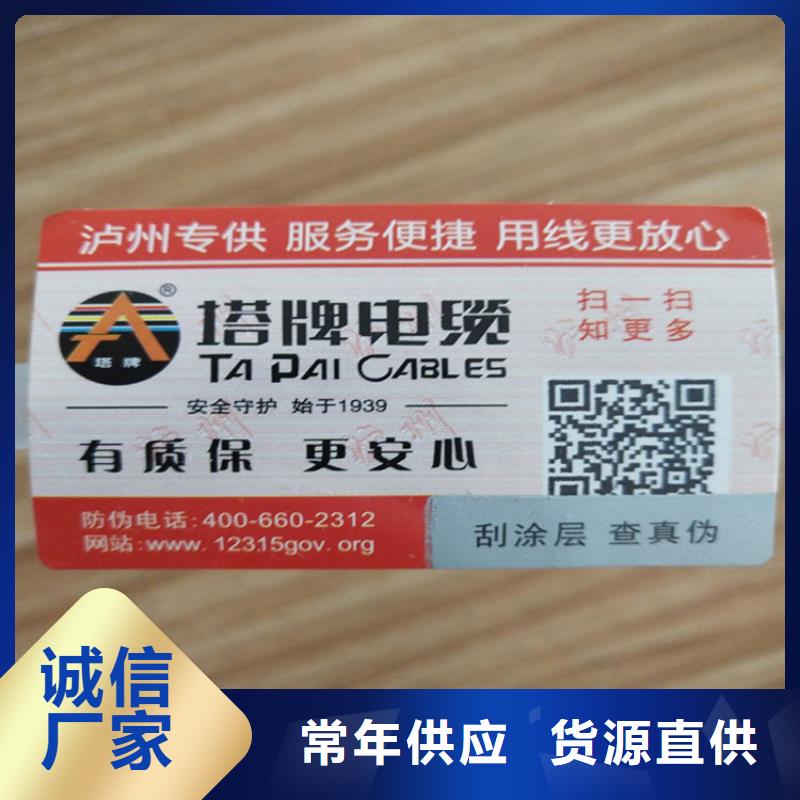 泸州专供 服务便捷 用线更放心
塔牌
®
塔牌电缆
TA PAI CABLES
安全守护 始于1939
有质保 更安心
扫一扫
知更多
防伪电话:400-660-2312
网站:www.12315gov.org
刮涂层 查真伪
诚信
厂家
常年供应 货源直供